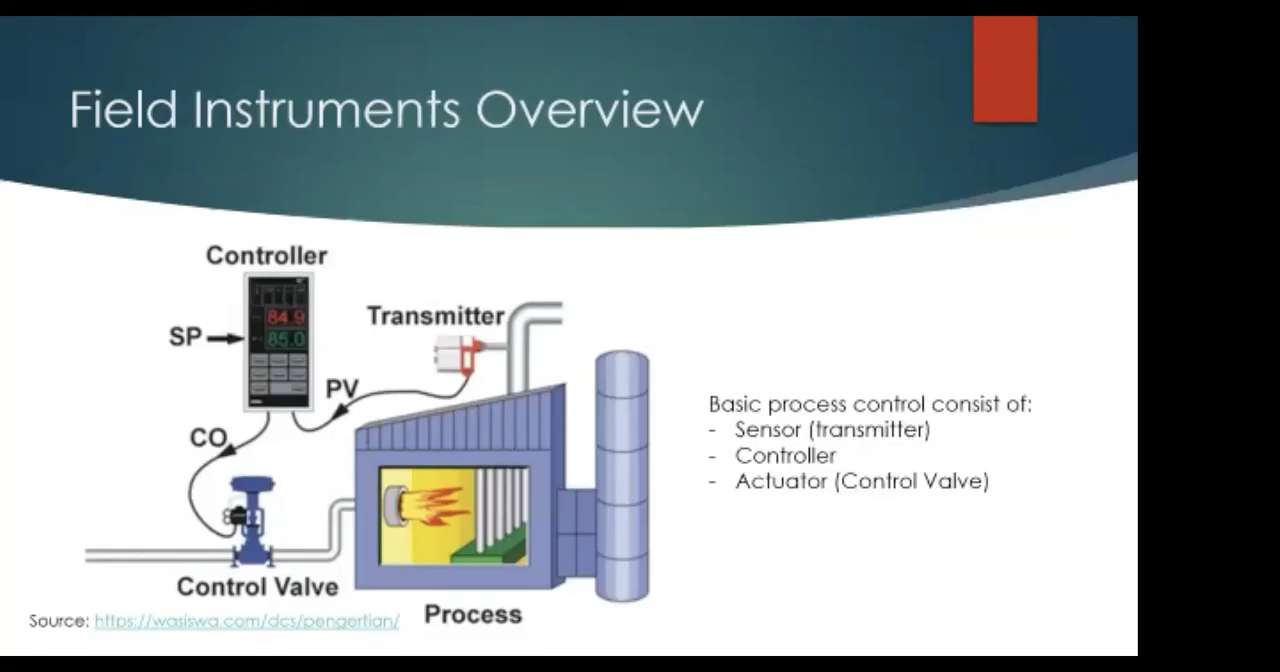 Field Instruments Overview
Controller
84.9
85.0
SP
Transmitter
PV
CO
Control Valve
Process
Basic process control consist of:
- Sensor (transmitter)
- Controller
- Actuator (Control Valve)
Source: https://wasiswa.com/dcs/pengertian/